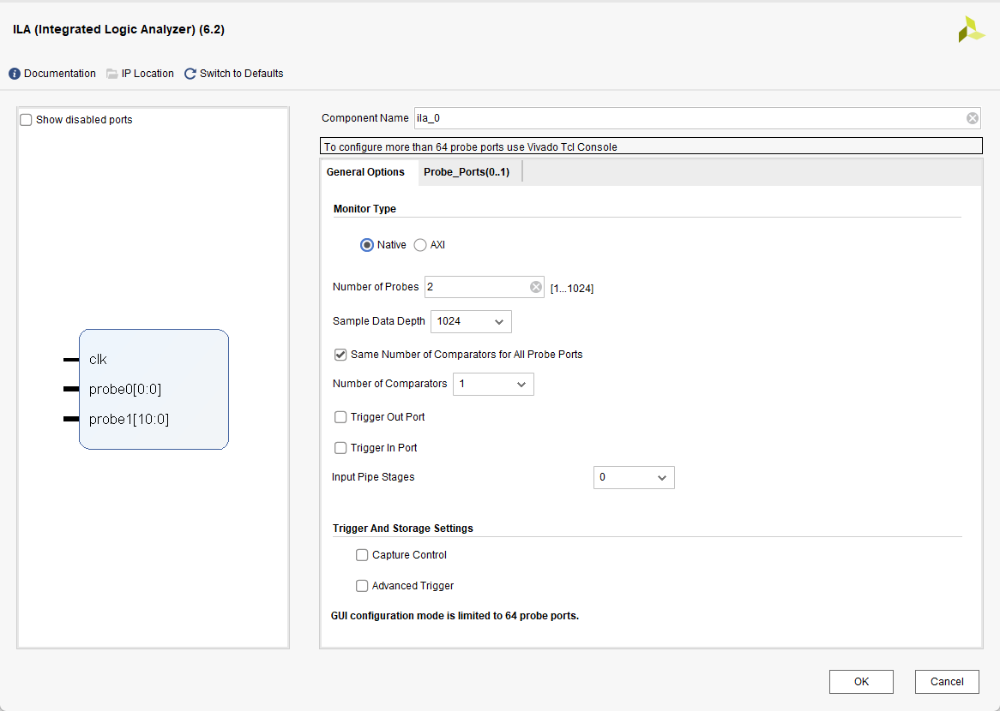 ILA (Integrated Logic Analyzer) (6.2)
Documentation IP Location Switch to Defaults
Show disabled ports
clk
probe0[0:0]
probe1[10:0]
Component Name ila_0
To configure more than 64 probe ports use Vivado Tcl Console
General Options Probe_Ports(0..1)
Monitor Type
Native AXI
Number of Probes 2 [1...1024]
Sample Data Depth 1024
Same Number of Comparators for All Probe Ports
Number of Comparators 1
Trigger Out Port
Trigger In Port
Input Pipe Stages 0
Trigger And Storage Settings
Capture Control
Advanced Trigger
GUI configuration mode is limited to 64 probe ports.
OK Cancel